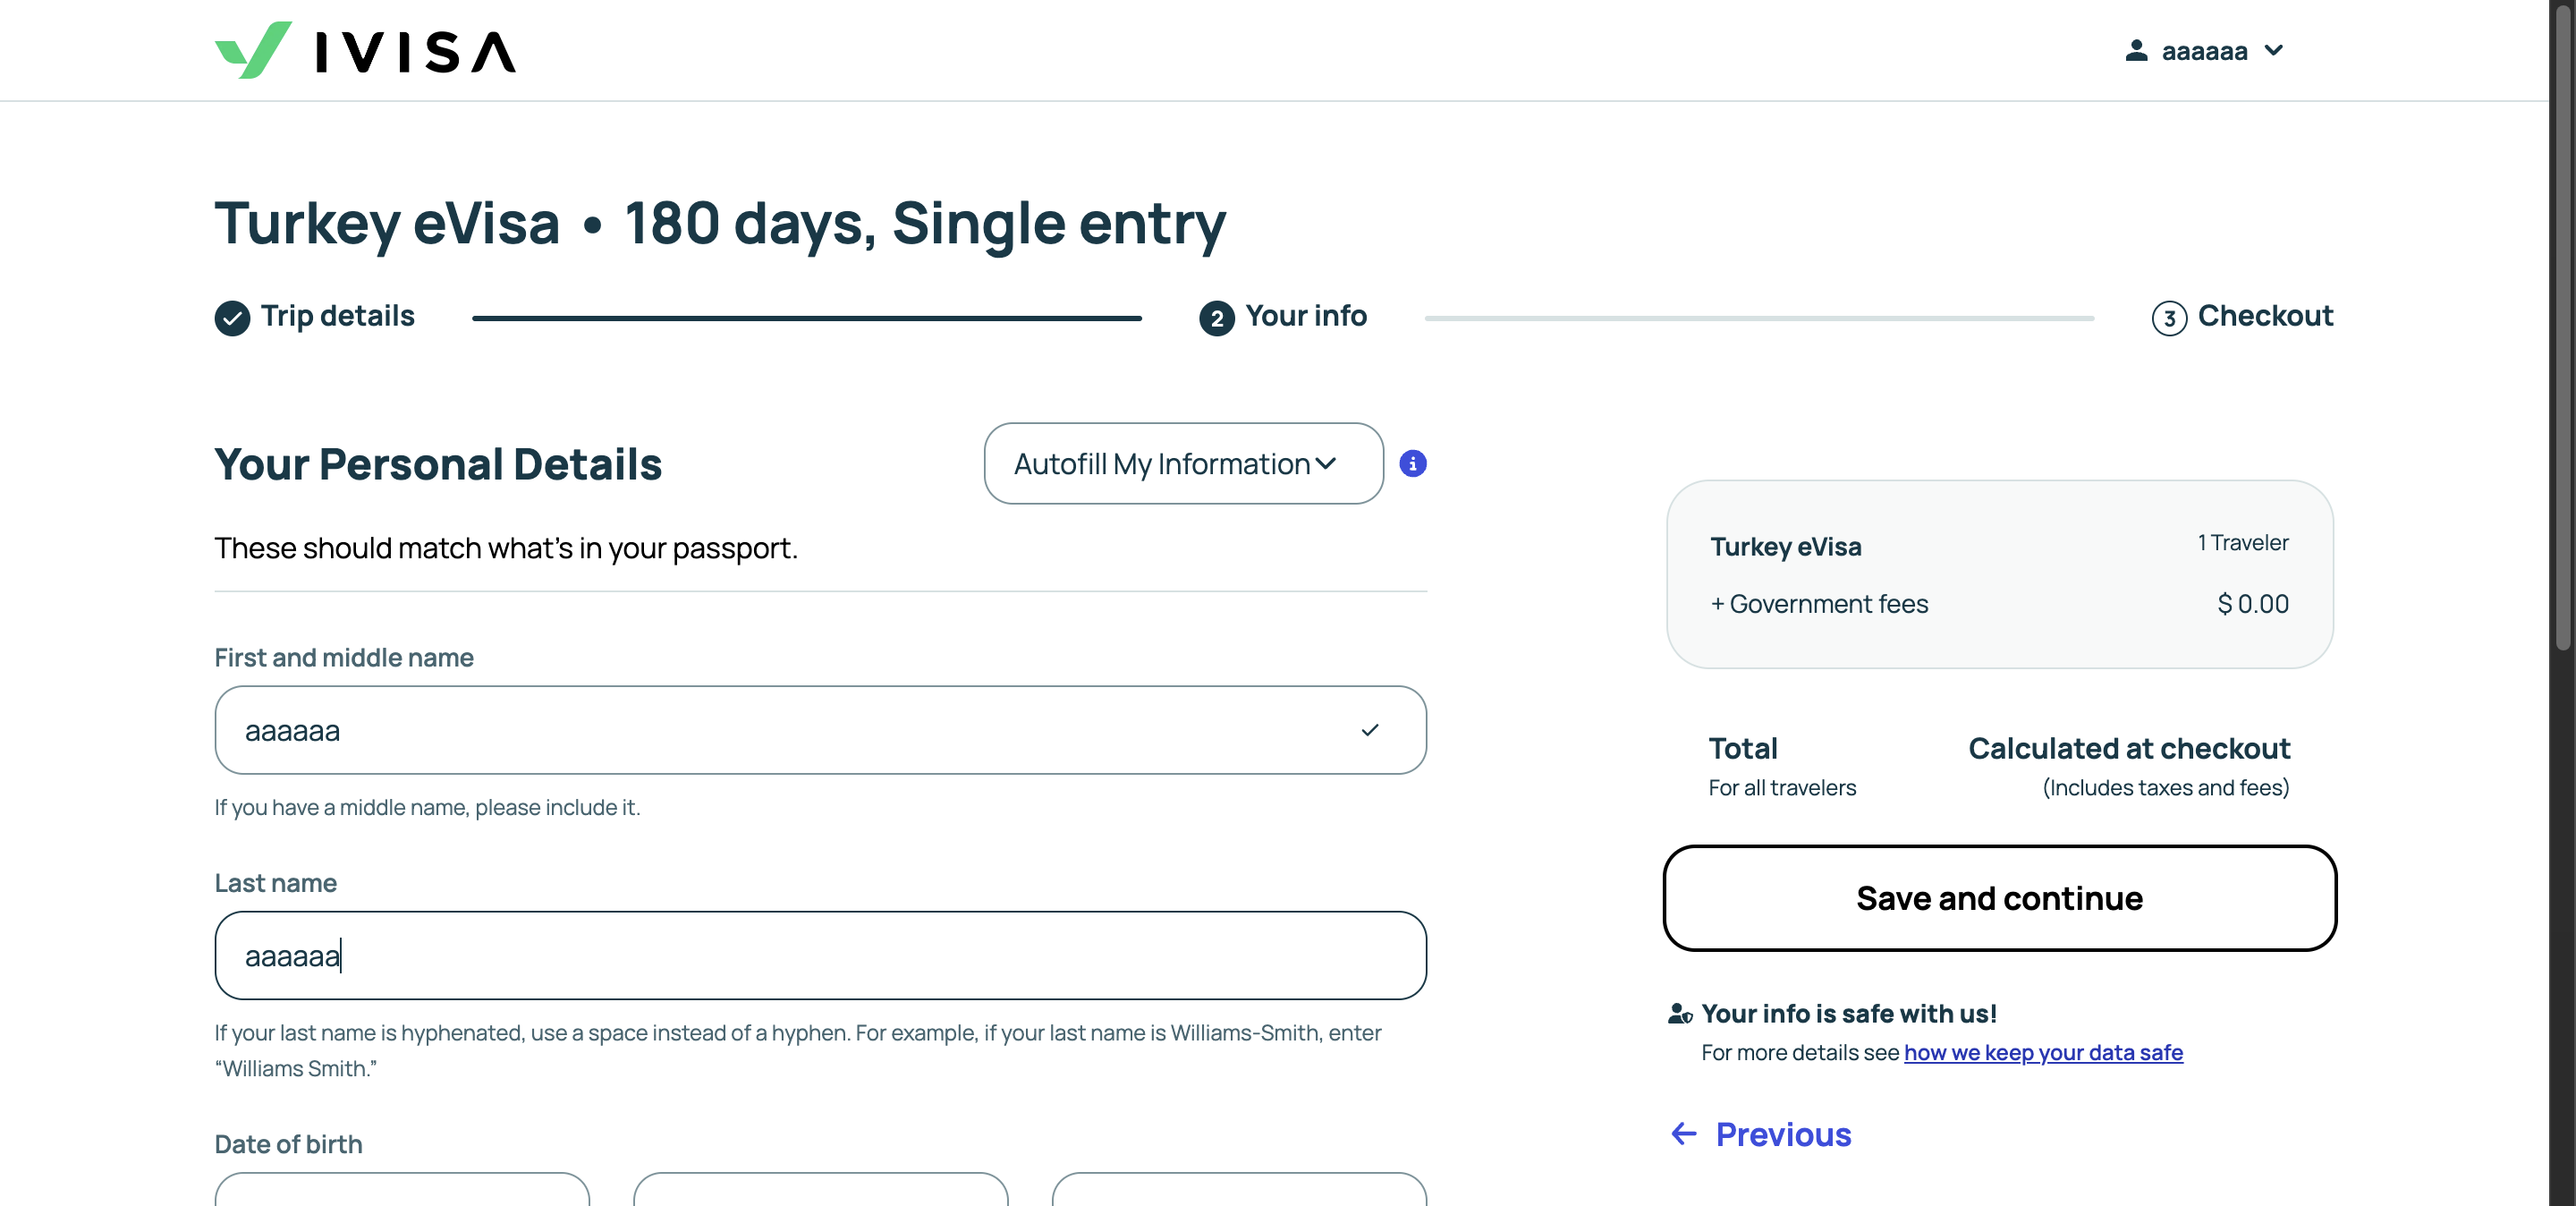 IVISA
aaaaaa
Turkey eVisa • 180 days, Single entry
Trip details
2 Your info
3 Checkout
Your Personal Details
Autofill My Information
These should match what's in your passport.
First and middle name
aaaaaa
If you have a middle name, please include it.
Last name
aaaaaa
If your last name is hyphenated, use a space instead of a hyphen. For example, if your last name is Williams-Smith, enter
“Williams Smith.”
Date of birth
Turkey eVisa 1 Traveler
+ Government fees $ 0.00
Total Calculated at checkout
For all travelers (Includes taxes and fees)
Save and continue
Your info is safe with us!
For more details see how we keep your data safe
← Previous